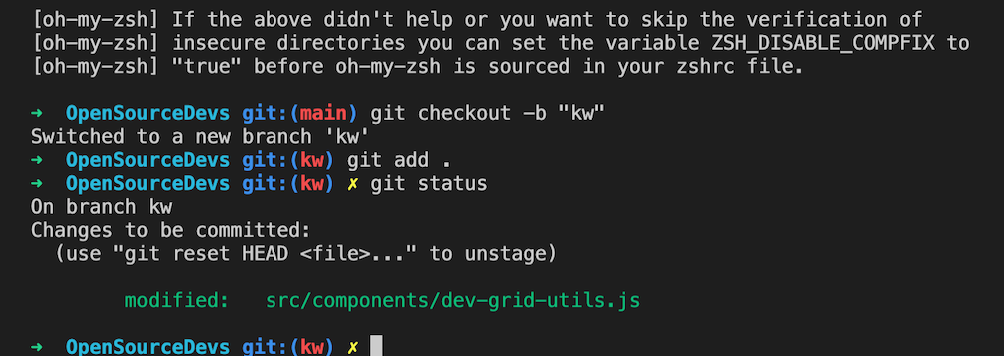 [oh-my-zsh] If the above didn't help or you want to skip the verification of
[oh-my-zsh] insecure directories you can set the variable ZSH_DISABLE_COMPFIX to
[oh-my-zsh] "true" before oh-my-zsh is sourced in your zshrc file.
➜  OpenSourceDevs git:(main) git checkout -b "kw"
Switched to a new branch 'kw'
➜  OpenSourceDevs git:(kw) git add .
➜  OpenSourceDevs git:(kw) ✗ git status
On branch kw
Changes to be committed:
  (use "git reset HEAD <file>..." to unstage)
        modified:   src/components/dev-grid-utils.js
➜  OpenSourceDevs git:(kw) ✗